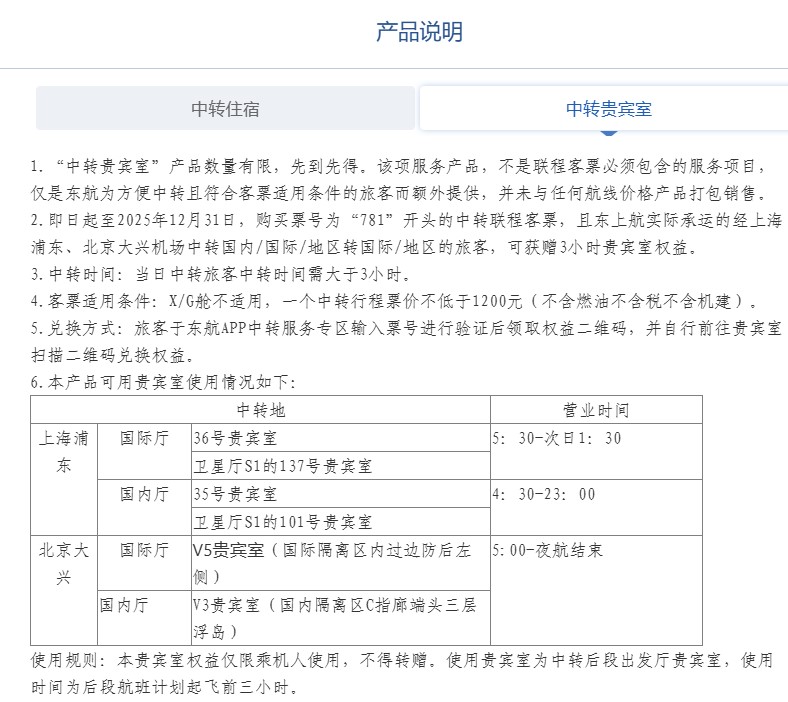 产品说明
中转住宿
中转贵宾室
1. “中转贵宾室” 产品数量有限, 先到先得。该项服务产品, 不是联程客票必须包含的服务项目,
仅是东航为方便中转且符合客票适用条件的旅客而额外提供, 并未与任何航线价格产品打包销售。
2. 即日起至2025年12月31日, 购买票号为 “781” 开头的中转联程客票, 且东上航实际承运的经上海
浦东、北京大兴机场中转国内/国际/地区转国际/地区的旅客, 可获赠3小时贵宾室权益。
3. 中转时间: 当日中转旅客中转时间需大于3小时。
4. 客票适用条件: X/G舱不适用, 一个中转行程票价不低于1200元（不含燃油不含税不含机建）。
5. 兑换方式: 旅客于东航APP中转服务专区输入票号进行验证后领取权益二维码, 并自行前往贵宾室
扫描二维码兑换权益。
6. 本产品可用贵宾室使用情况如下:
中转地 营业时间
上海浦东 国际厅 36号贵宾室 5: 30-次日1: 30
卫星厅S1的137号贵宾室
国内厅 35号贵宾室 4: 30-23: 00
卫星厅S1的101号贵宾室
北京大兴 国际厅 V5贵宾室（国际隔离区内过边防后左
侧） 5:00-夜航结束
国内厅 V3贵宾室（国内隔离区C指廊端头三层
浮岛）
使用规则: 本贵宾室权益仅限乘机人使用, 不得转赠。使用贵宾室为中转后段出发厅贵宾室, 使用
时间为后段航班计划起飞前三小时。